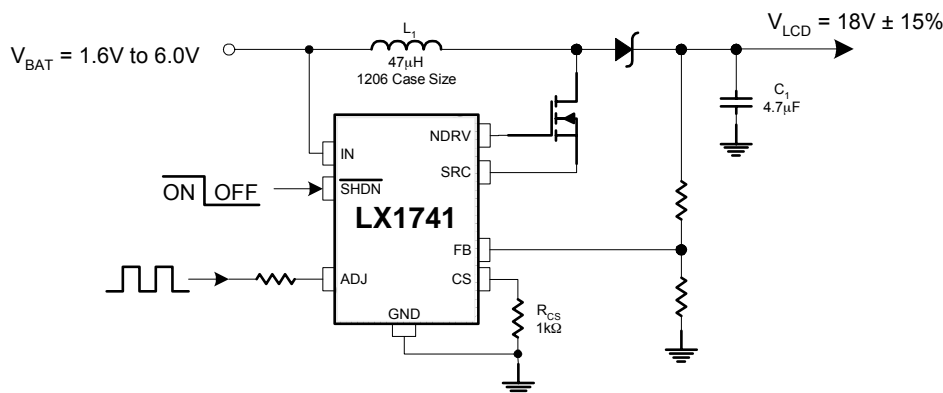 V_BAT = 1.6V to 6.0V
L₁
47µH
1206 Case Size
V_LCD = 18V ± 15%
C₁
4.7µF
NDRV
IN
SRC
ON OFF
SHDN
LX1741
FB
ADJ
CS
GND
R_CS
1kΩ